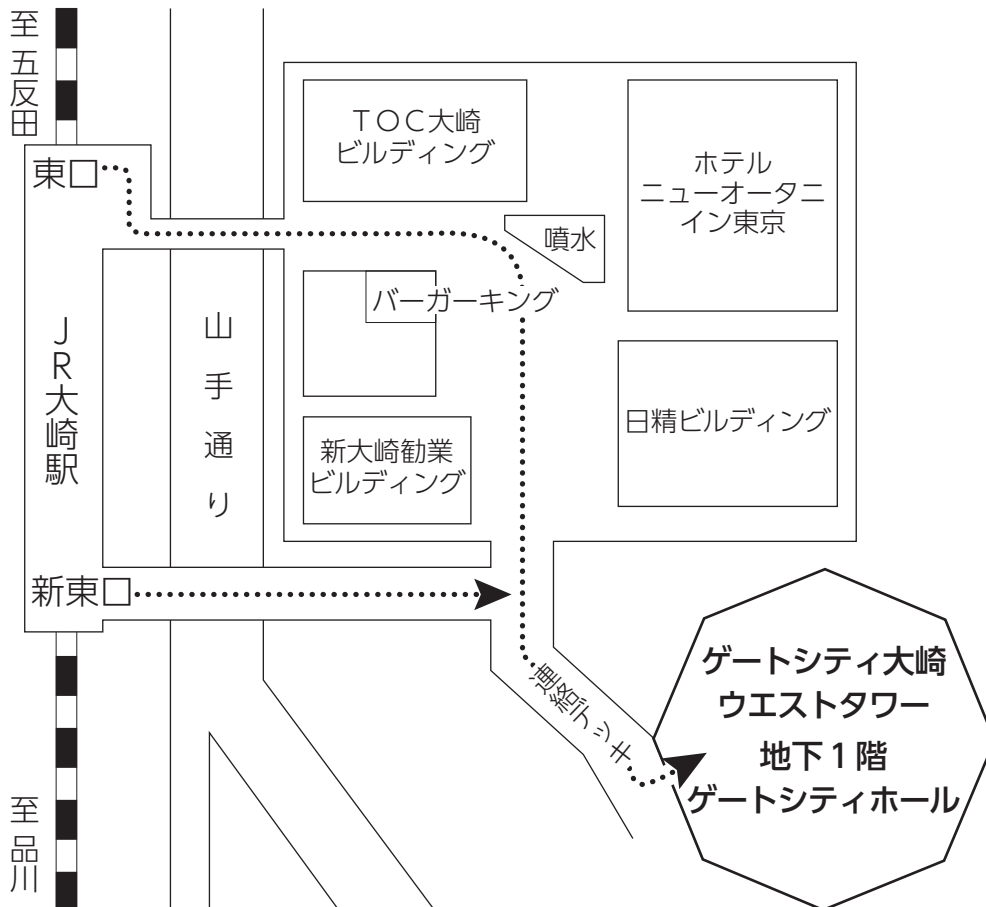 至 五反田
東口
TOC大崎
ビルディング
ホテル
ニューオータニ
イン東京
噴水
バーガーキング
JR大崎駅
山手通り
日精ビルディング
新大崎勧業
ビルディング
新東口
連絡デッキ
ゲートシティ大崎
ウエストタワー
地下1階
ゲートシティホール
至 品川